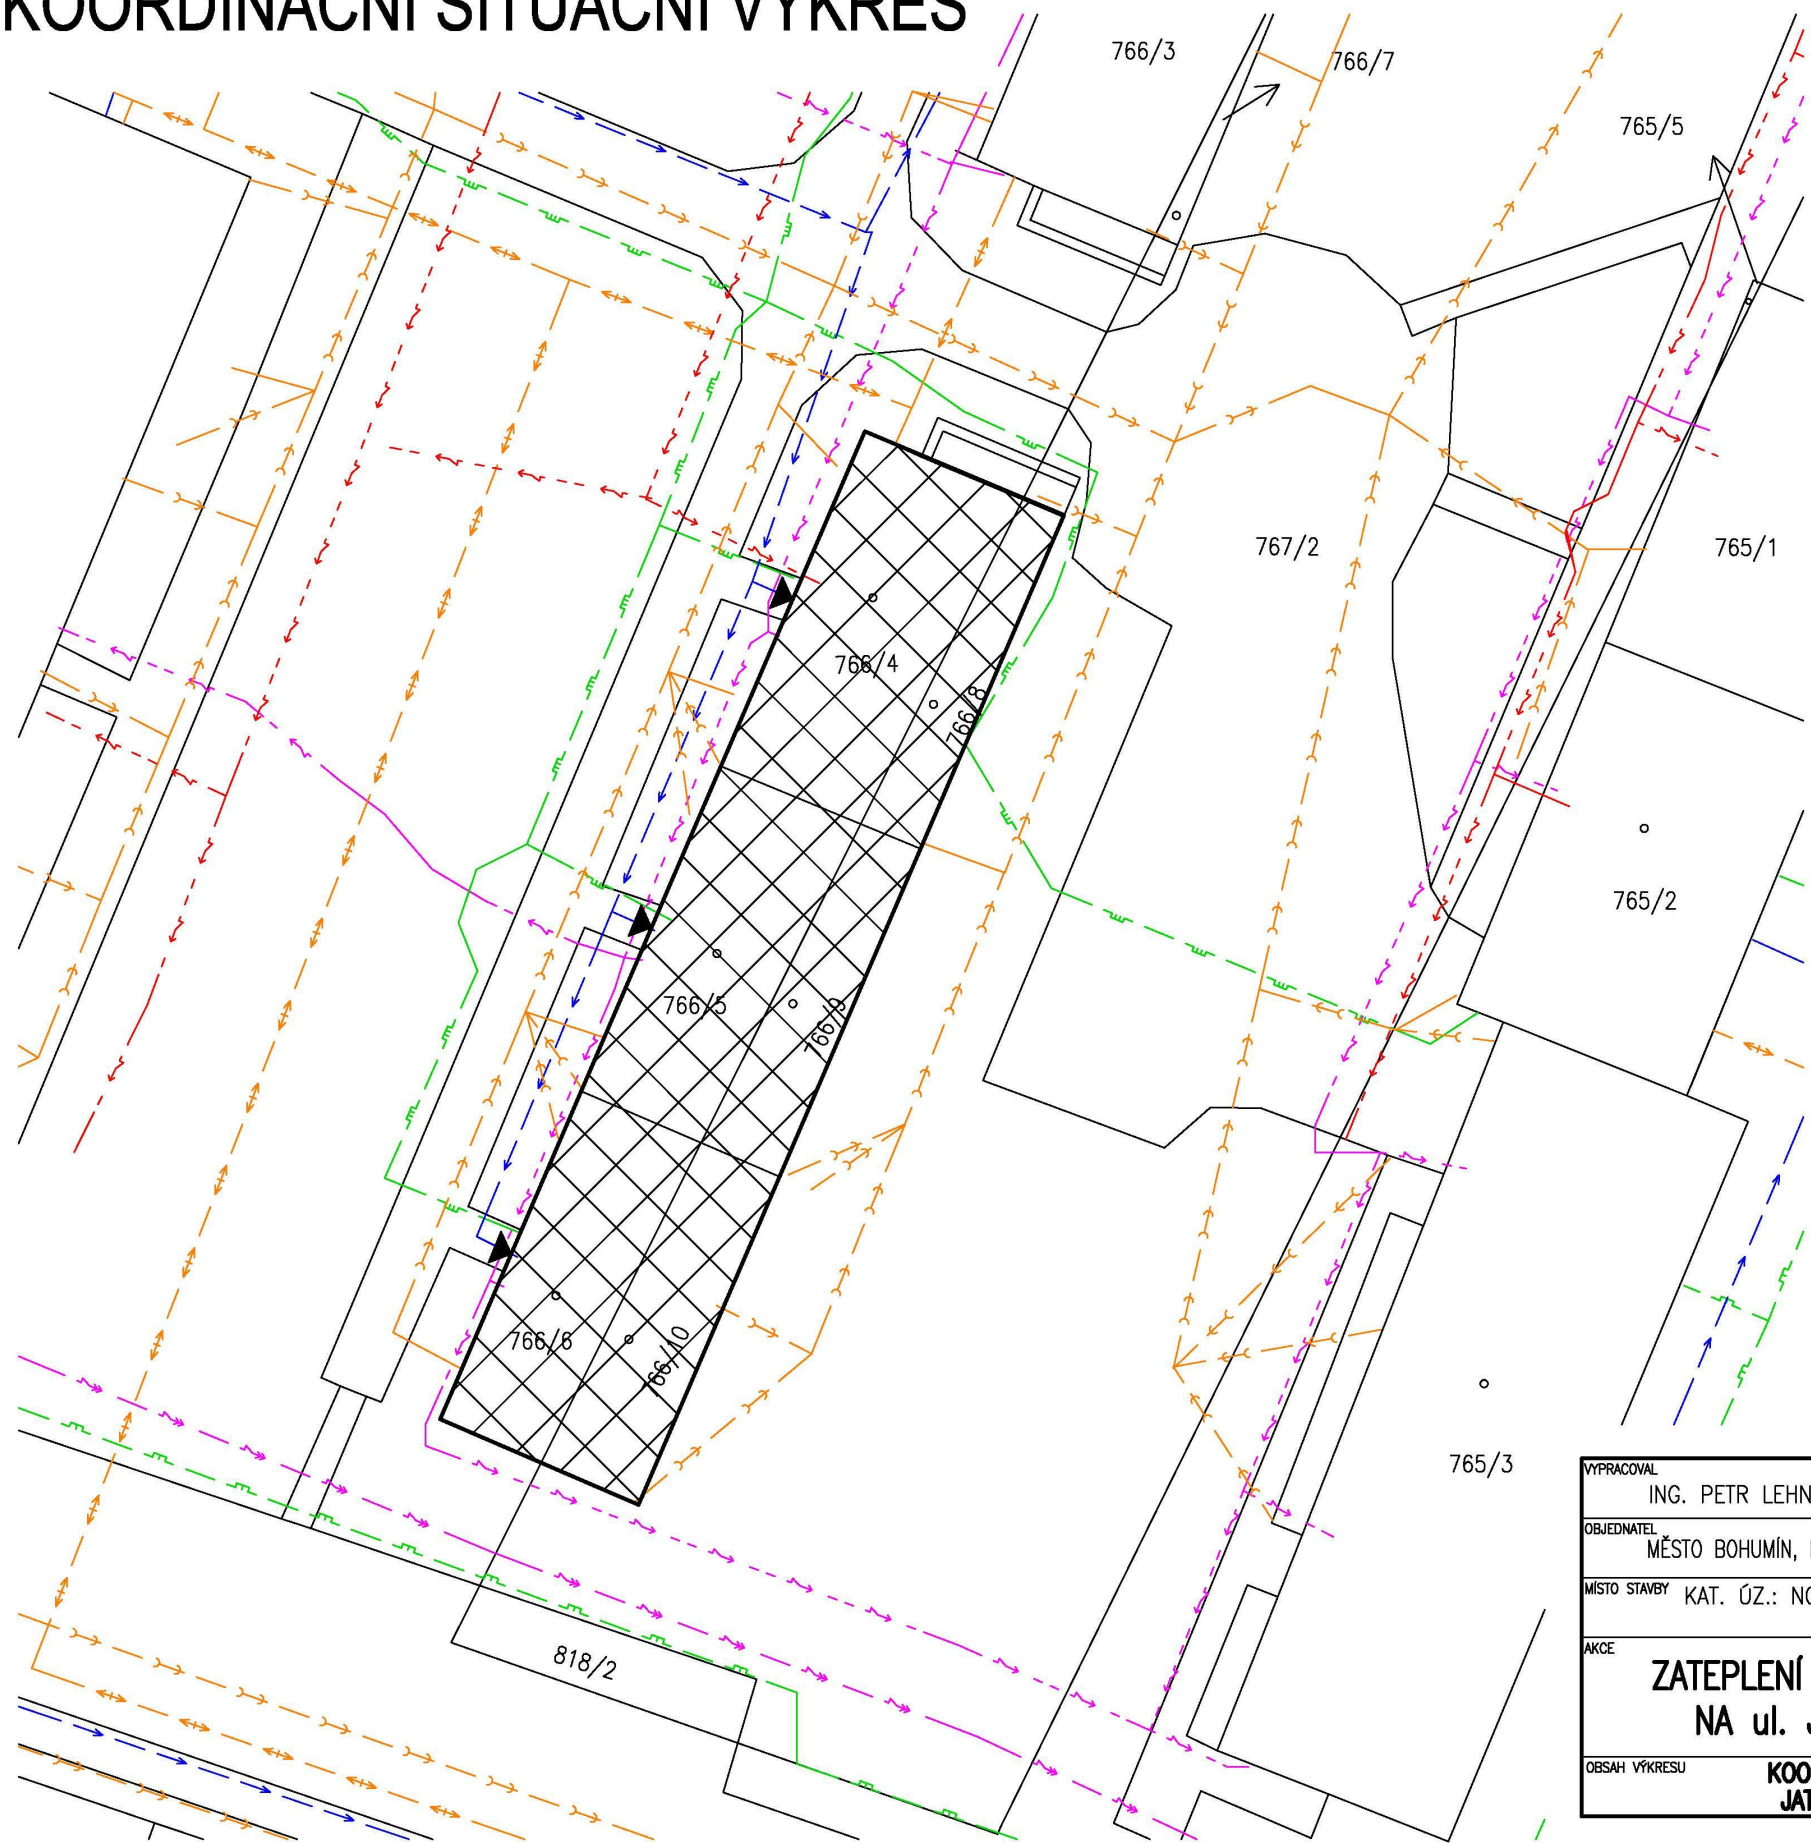 KOORDINAČNÍ SITUAČNÍ VÝKRES
766/3
766/7
765/5
767/2
765/1
766/4
766/8
765/2
766/5
766/9
766/6
766/10
765/3
818/2
VYPRACOVAL
ING. PETR LEHN
OBJEDNATEL
MĚSTO BOHUMÍN,
MÍSTO STAVBY KAT. ÚZ.: NO
AKCE
ZATEPLENÍ
NA ul.
OBSAH VÝKRESU
KOO
JAT